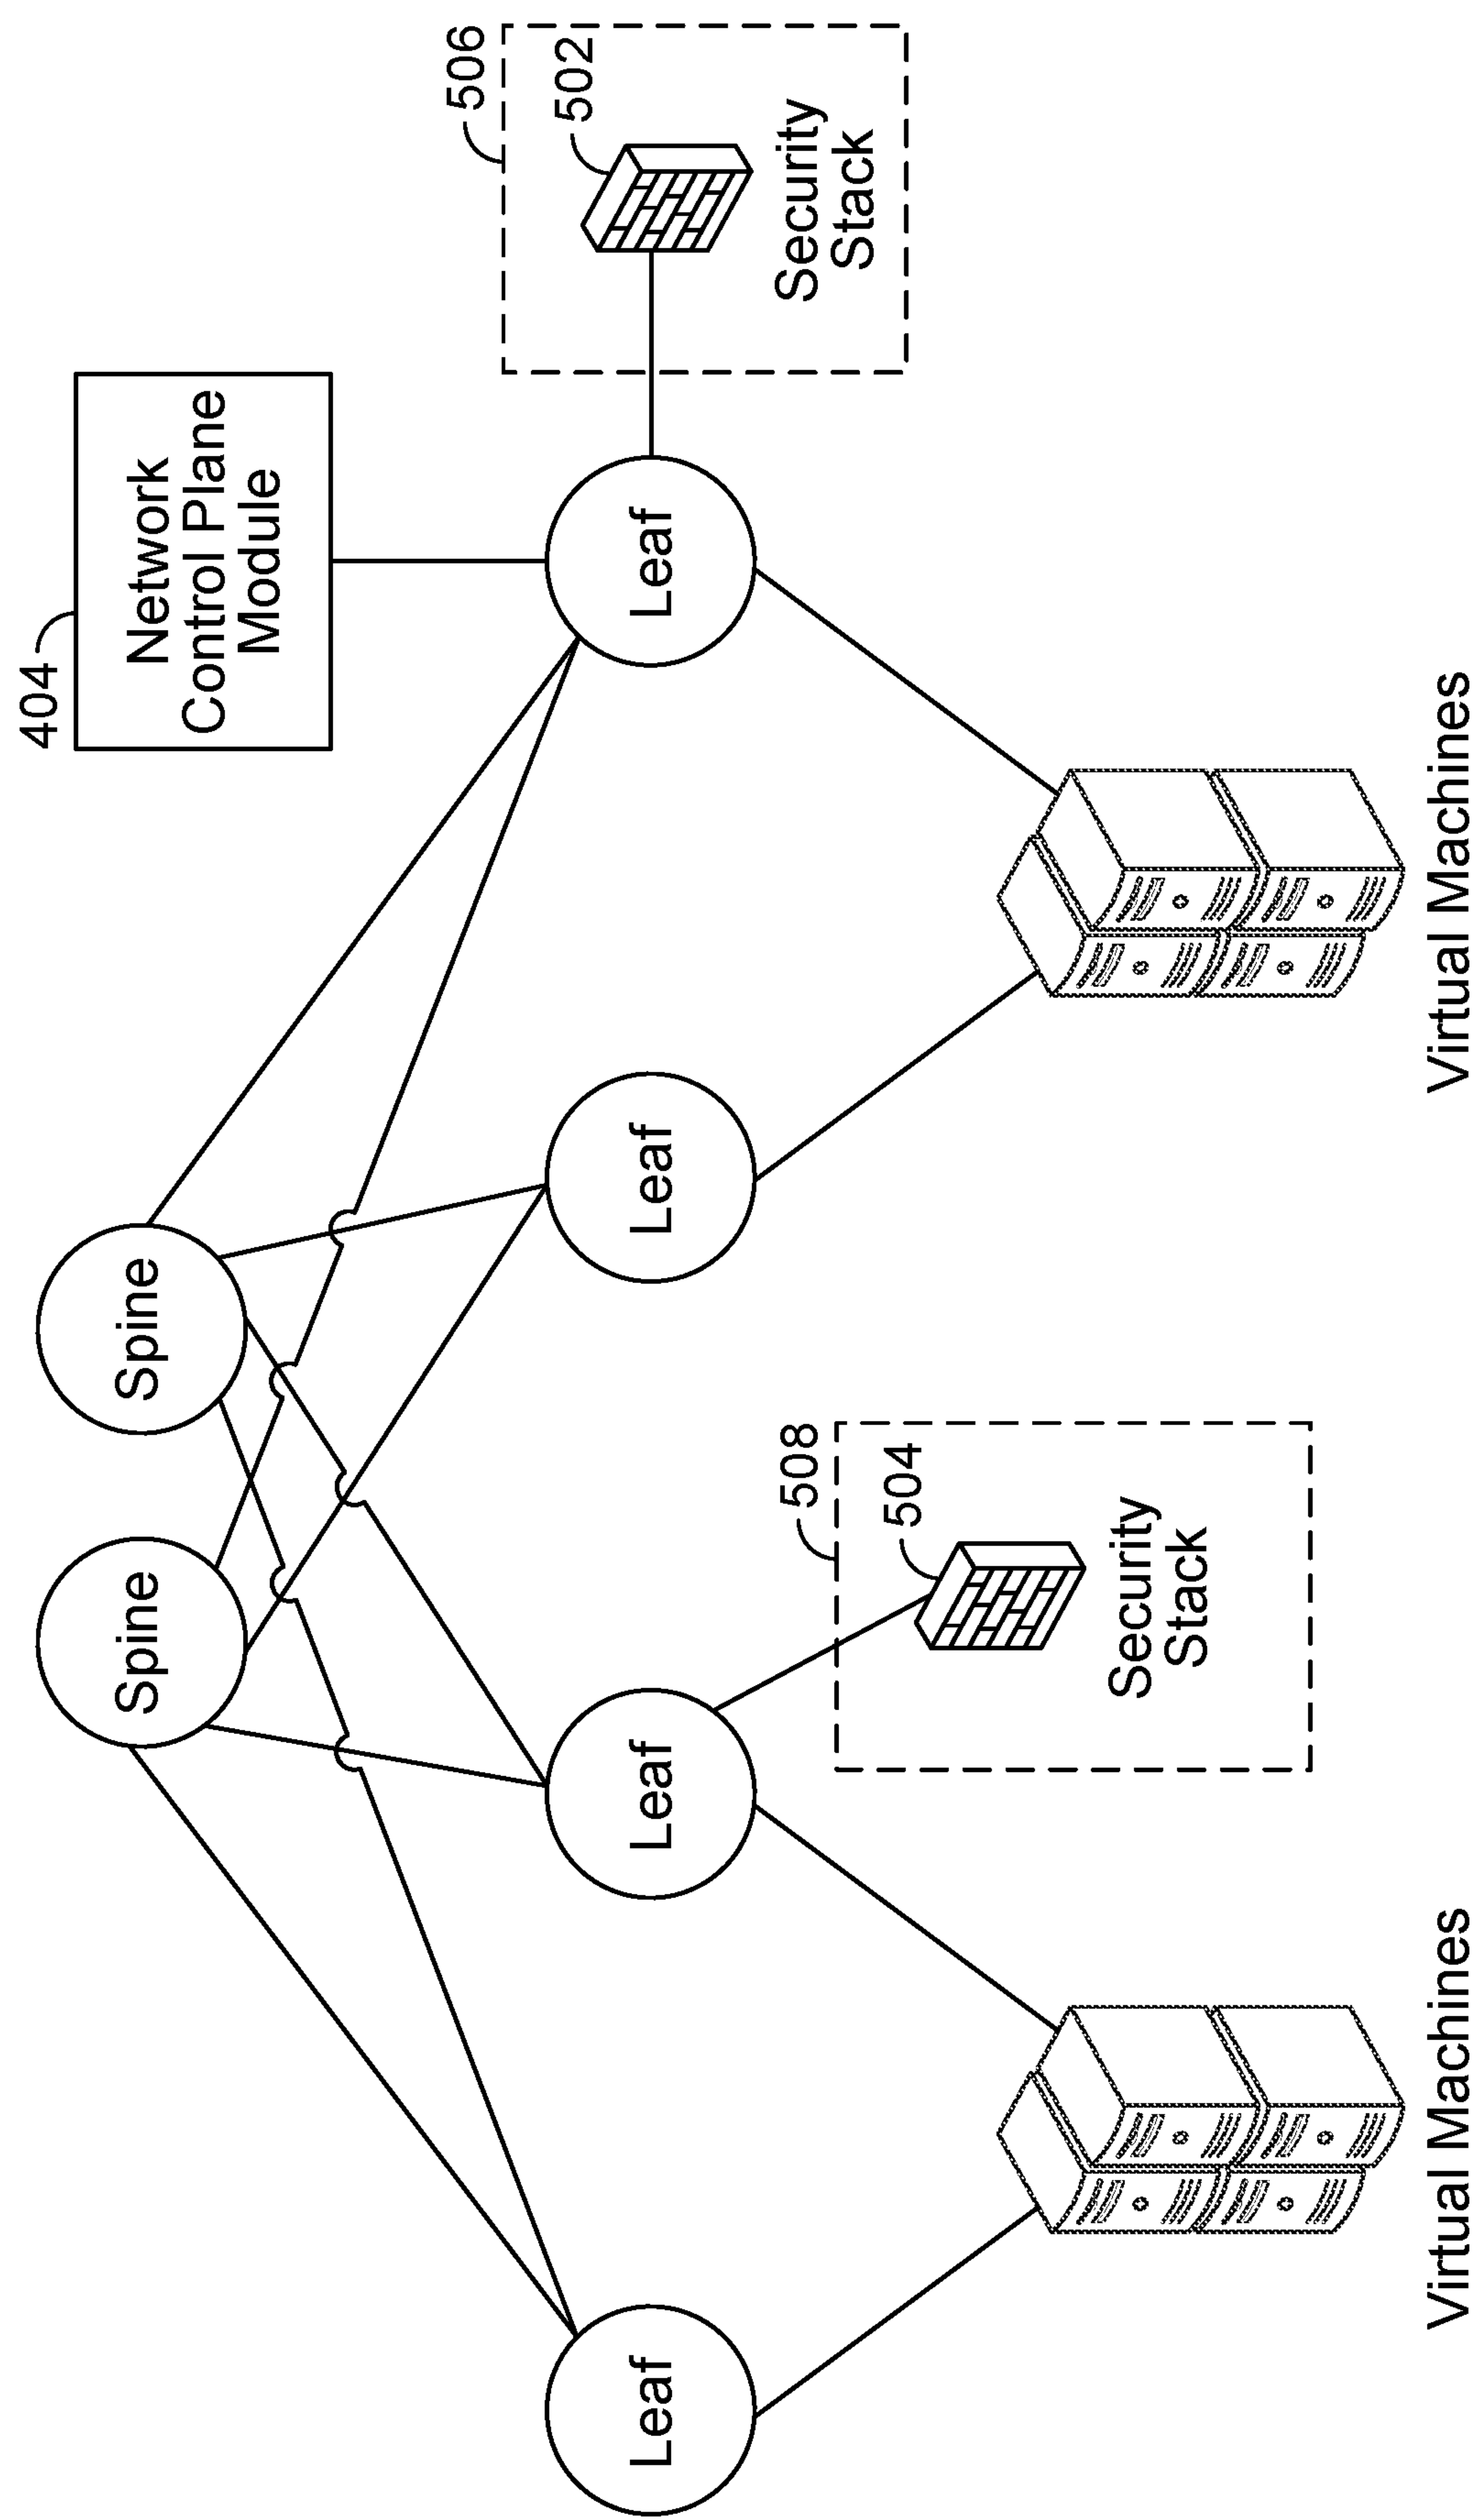 404
Network
Control Plane
Module
506
502
Security
Stack
Spine
Spine
Leaf
Leaf
Leaf
Leaf
508
504
Security
Stack
Virtual Machines
Virtual Machines